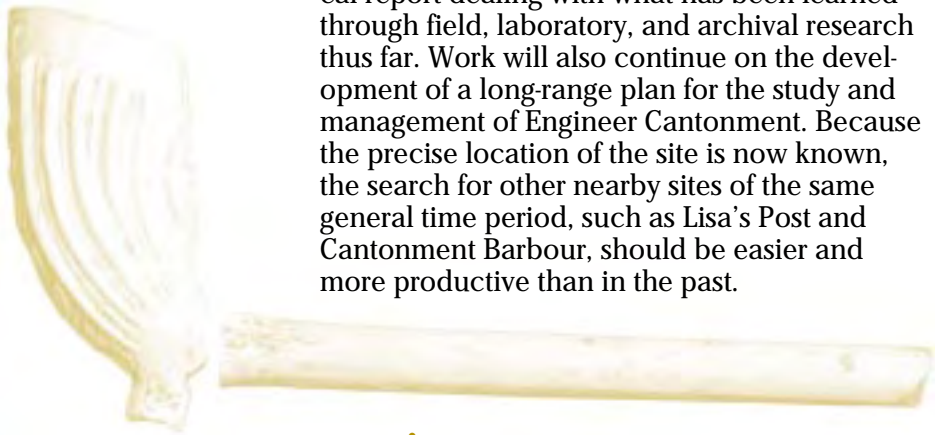 through field, laboratory, and archival research
thus far. Work will also continue on the devel-
opment of a long-range plan for the study and
management of Engineer Cantonment. Because
the precise location of the site is now known,
the search for other nearby sites of the same
general time period, such as Lisa’s Post and
Cantonment Barbour, should be easier and
more productive than in the past.